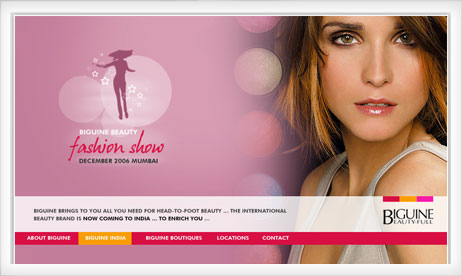 BIGUINE BEAUTY
fashion show
DECEMBER 2006 MUMBAI
BIGUINE BRINGS TO YOU ALL YOU NEED FOR HEAD-TO-FOOT BEAUTY ... THE INTERNATIONAL
BEAUTY BRAND IS NOW COMING TO INDIA ... TO ENRICH YOU ...
BIGUINE
BEAUTY-FULL
ABOUT BIGUINE BIGUINE INDIA BIGUINE BOUTIQUES LOCATIONS CONTACT